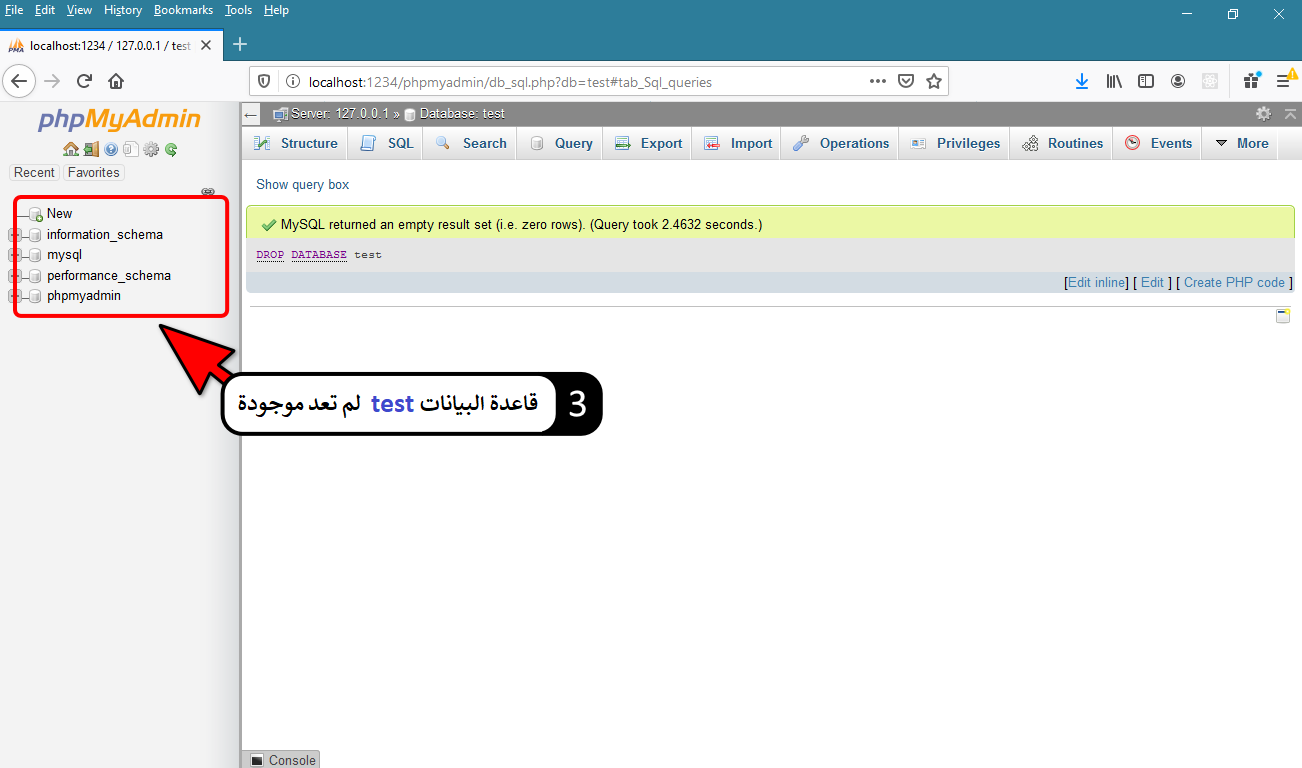 File Edit View History Bookmarks Tools Help
localhost:1234 / 127.0.0.1 / test
localhost:1234/phpmyadmin/db_sql.php?db=test#tab_Sql_queries
phpMyAdmin
Recent Favorites
New
information_schema
mysql
performance_schema
phpmyadmin
Server: 127.0.0.1 » Database: test
Structure SQL Search Query Export Import Operations Privileges Routines Events More
Show query box
MySQL returned an empty result set (i.e. zero rows). (Query took 2.4632 seconds.)
DROP DATABASE test
[Edit inline] [ Edit ] [ Create PHP code ]
3 قاعدة البيانات test لم تعد موجودة
Console